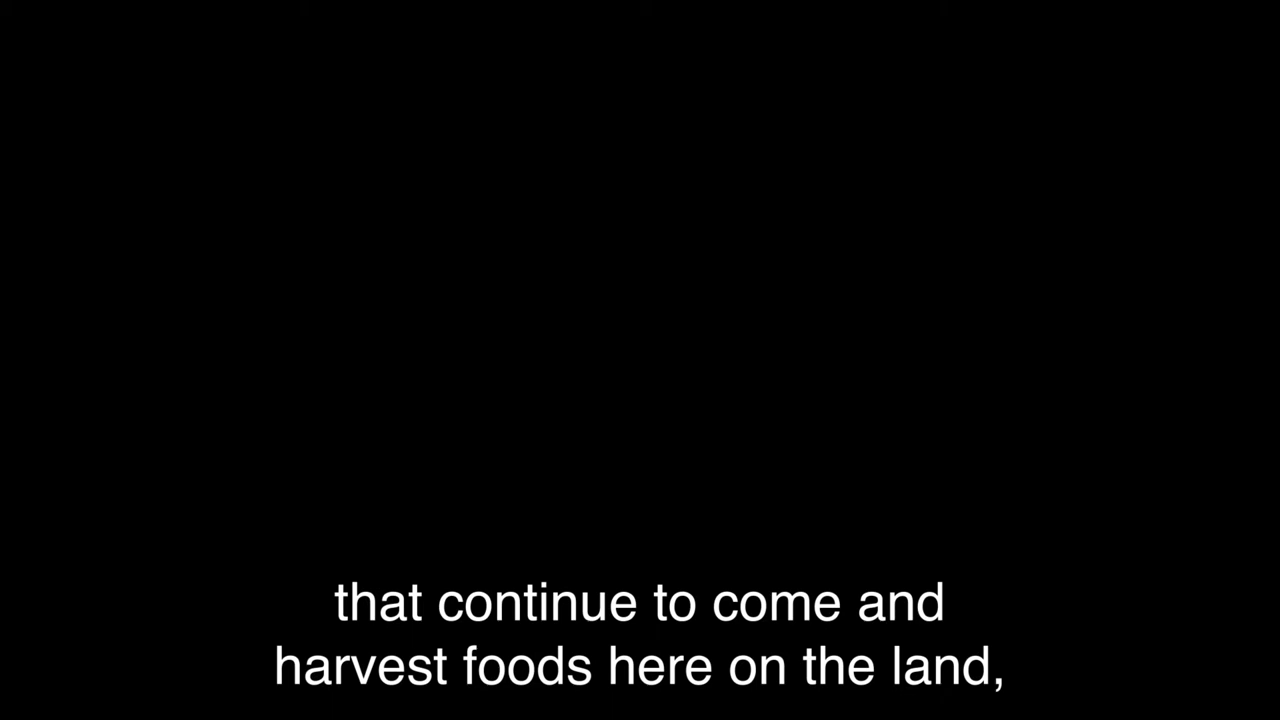 that continue to come and
harvest foods here on the land,